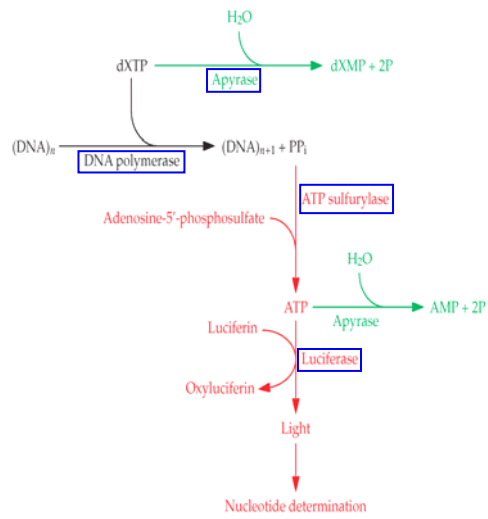 H₂O
dXTP
dXMP + 2P
Apyrase
(DNA)ₙ
(DNA)ₙ₊₁ + PPᵢ
DNA polymerase
ATP sulfurylase
Adenosine-5′-phosphosulfate
H₂O
ATP
AMP + 2P
Apyrase
Luciferin
Luciferase
Oxyluciferin
Light
Nucleotide determination